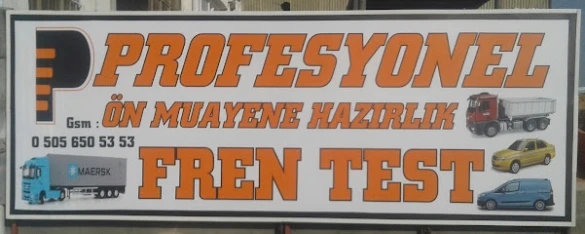 PROFESYONEL
ÖN MUAYENE HAZIRLIK
Gsm :
0 505 650 53 53
FREN TEST
MAERSK